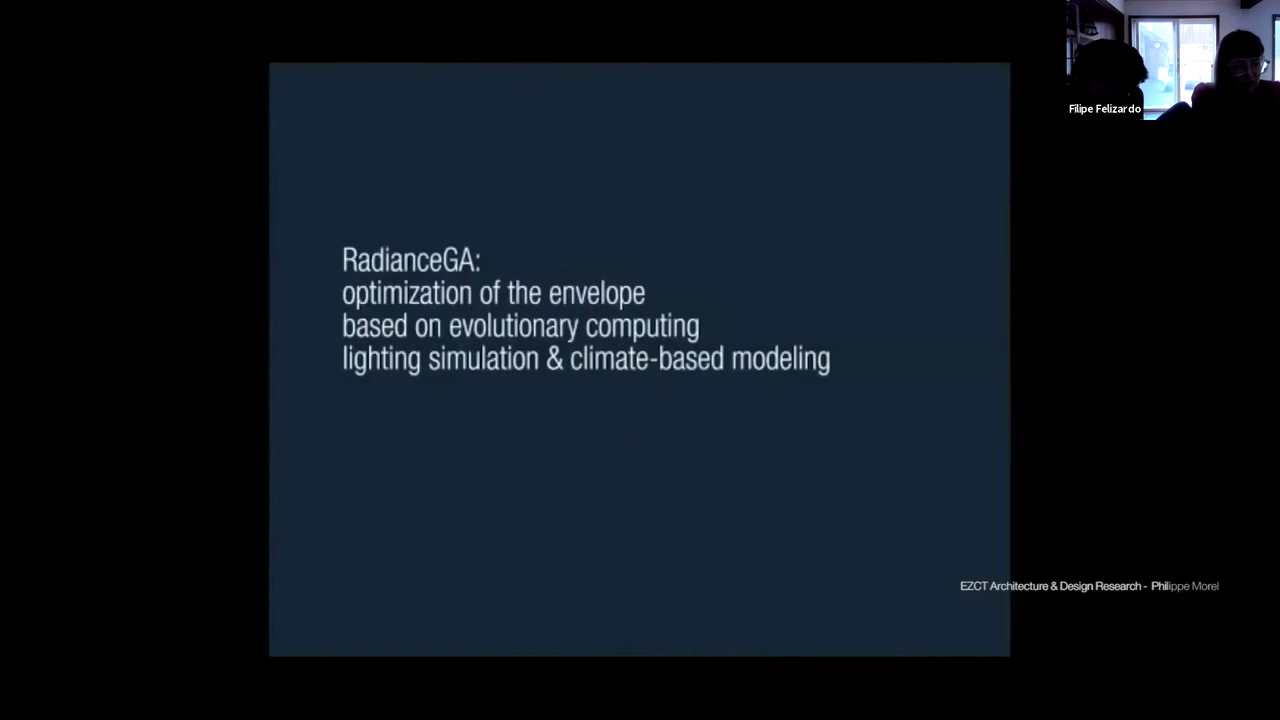 Filipe Felizardo
RadianceGA:
optimization of the envelope
based on evolutionary computing
lighting simulation & climate-based modeling
EZCT Architecture & Design Research - Philippe Morel